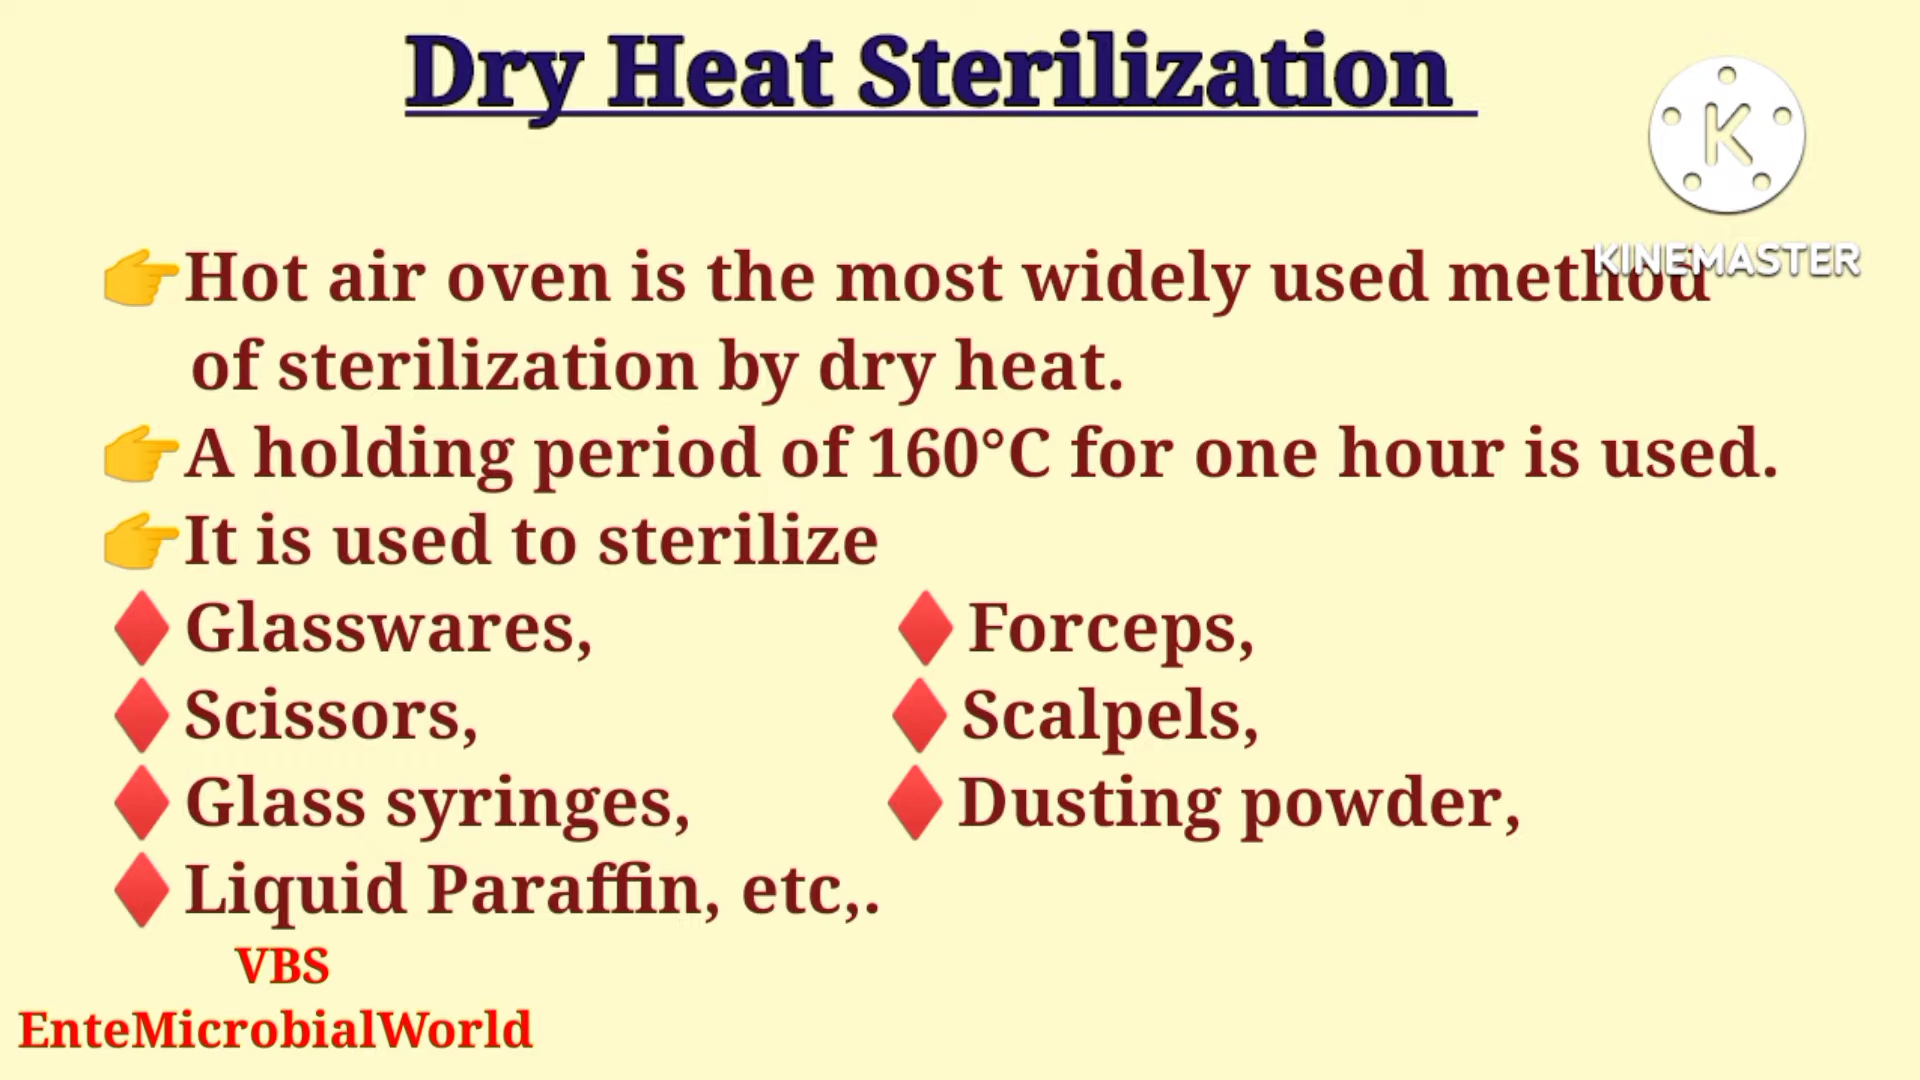 Dry Heat Sterilization
K
KINEMASTER
👉Hot air oven is the most widely used method
of sterilization by dry heat.
👉A holding period of 160°C for one hour is used.
👉It is used to sterilize
♦Glasswares, ♦Forceps,
♦Scissors, ♦Scalpels,
♦Glass syringes, ♦Dusting powder,
♦Liquid Paraffin, etc,.
VBS
EnteMicrobialWorld